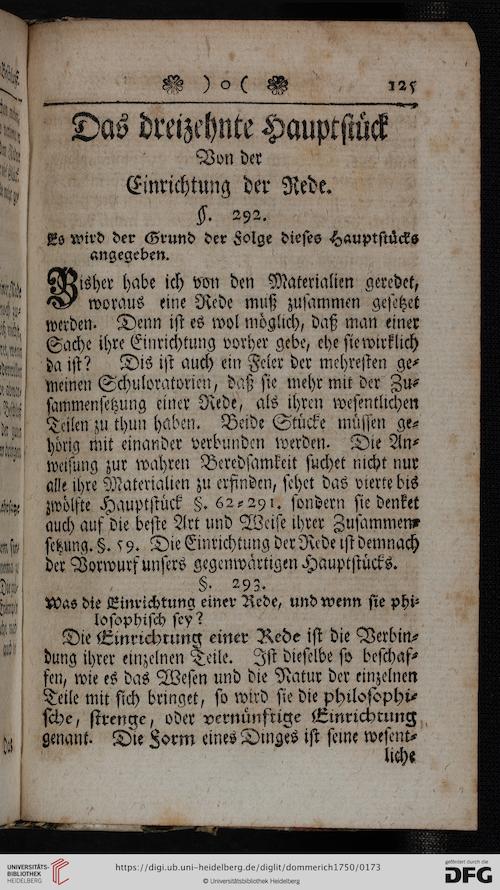 ) o ( 125
Das dreizehnte Hauptstück
Von der
Einrichtung der Rede.
§. 292.
Es wird der Grund der Folge dieses Hauptstücks
angegeben.
Bisher habe ich von den Materialien geredet,
woraus eine Rede muß zusammen gesetzet
werden. Denn ist es wol möglich, daß man einer
Sache ihre Einrichtung vorher gebe, ehe sie wirklich
da ist? Dis ist auch ein Feler der mehresten ge-
meinen Schuloratorien, daß sie mehr mit der Zu-
sammensetzung einer Rede, als ihren wesentlichen
Teilen zu thun haben. Beide Stücke müssen ge-
hörig mit einander verbunden werden. Die An-
weisung zur wahren Beredsamkeit suchet nicht nur
alle ihre Materialien zu erfinden, sehet das vierte bis
zwölfte Hauptstück §. 62-291. sondern sie denket
auch auf die beste Art und Weise ihrer Zusammen-
setzung. §. 59. Die Einrichtung der Rede ist demnach
der Vorwurf unsers gegenwärtigen Hauptstücks.
§. 293.
Was die Einrichtung einer Rede, und wenn sie phi-
losophisch sey?
Die Einrichtung einer Rede ist die Verbin-
dung ihrer einzelnen Teile. Ist dieselbe so beschaf-
fen, wie es das Wesen und die Natur der einzelnen
Teile mit sich bringet, so wird sie die philosophi-
sche, strenge, oder vernünftige Einrichtung
genant. Die Form eines Dinges ist seine wesent-
liche
UNIVERSITÄTS-
BIBLIOTHEK
HEIDELBERG
https://digi.ub.uni-heidelberg.de/diglit/dommerich1750/0173
© Universitätsbibliothek Heidelberg
gefördert durch die
DFG